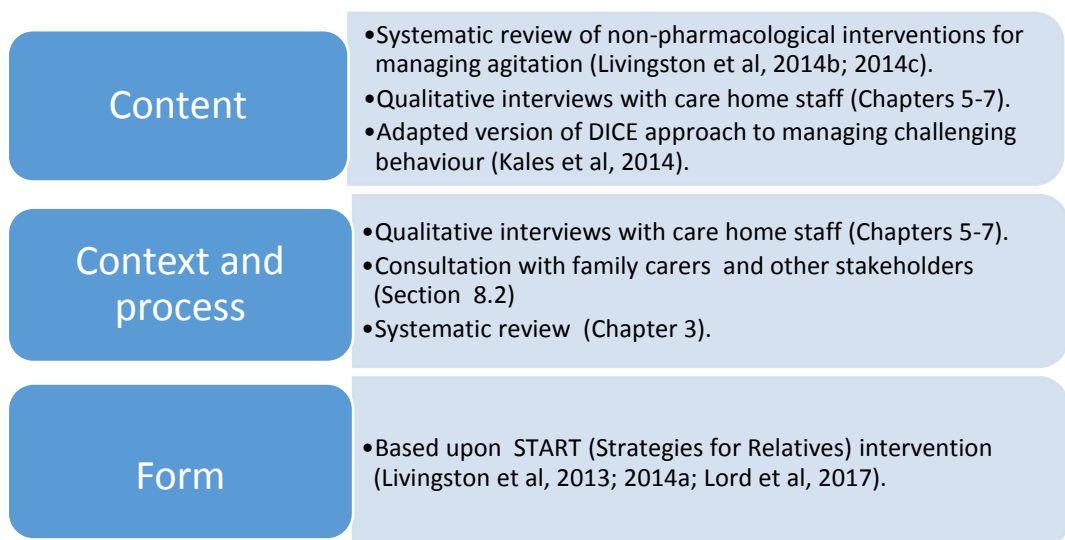 Content
•Systematic review of non-pharmacological interventions for
managing agitation (Livingston et al, 2014b; 2014c).
•Qualitative interviews with care home staff (Chapters 5-7).
•Adapted version of DICE approach to managing challenging
behaviour (Kales et al, 2014).
Context and
process
•Qualitative interviews with care home staff (Chapters 5-7).
•Consultation with family carers  and other stakeholders
(Section  8.2)
•Systematic review  (Chapter 3).
Form
•Based upon  START (Strategies for Relatives) intervention
(Livingston et al, 2013; 2014a; Lord et al, 2017).